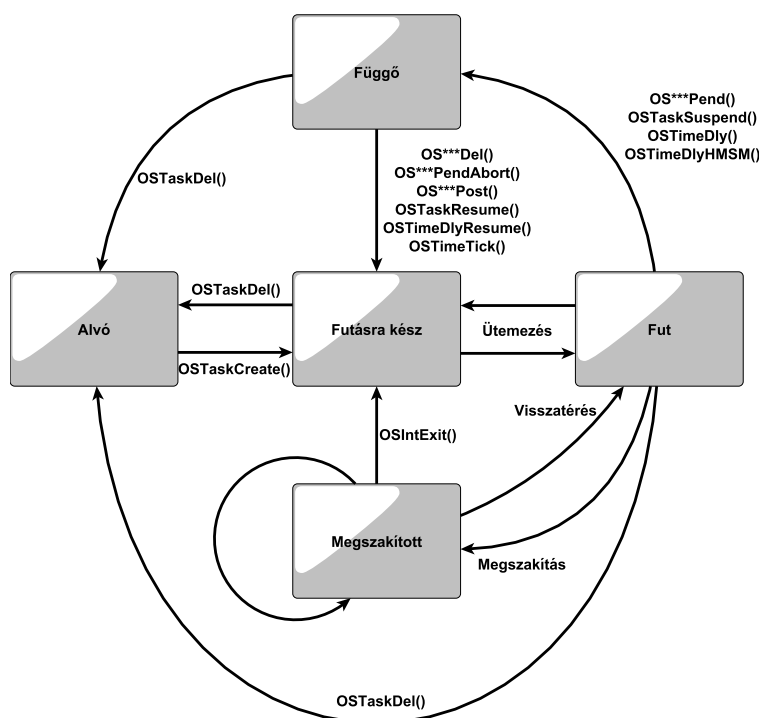 Függő
OS***Pend()
OSTaskSuspend()
OSTimeDly()
OSTimeDlyHMSM()
OS***Del()
OS***PendAbort()
OS***Post()
OSTaskResume()
OSTimeDlyResume()
OSTimeTick()
OSTaskDel()
OSTaskDel()
Alvó
Futásra kész
Ütemezés
Fut
OSTaskCreate()
Visszatérés
OSIntExit()
Megszakított
Megszakítás
OSTaskDel()